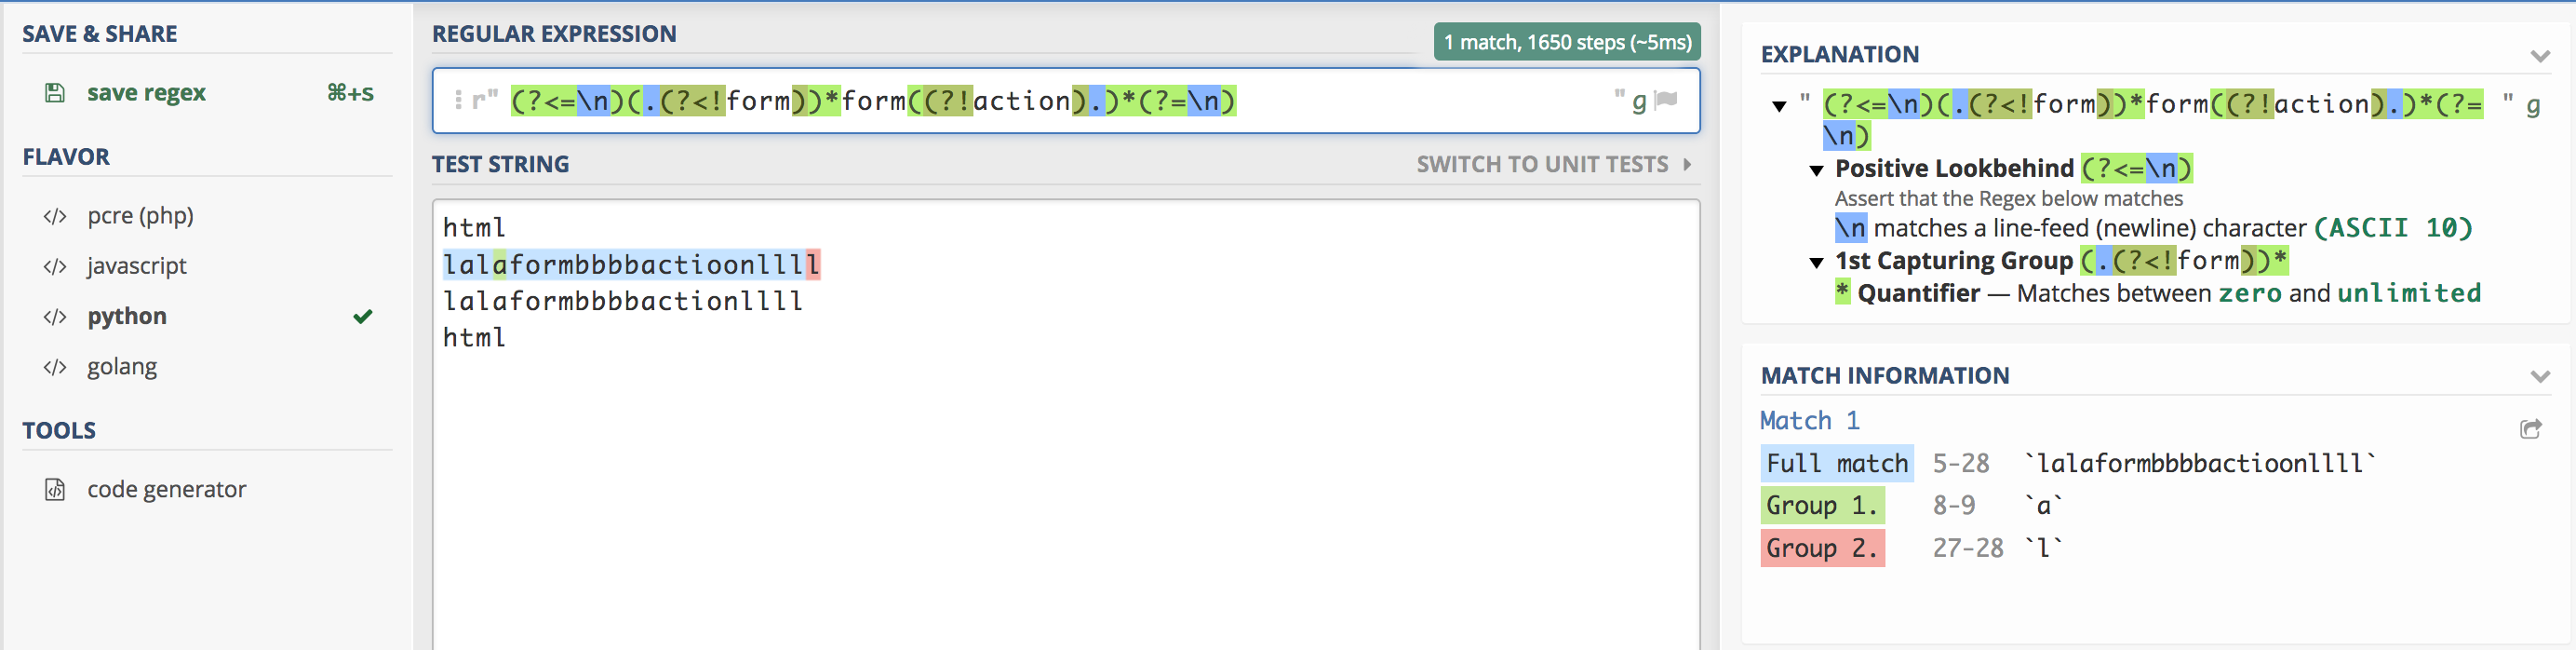 SAVE & SHARE
save regex ⌘+s
FLAVOR
</> pcre (php)
</> javascript
</> python
</> golang
TOOLS
code generator
REGULAR EXPRESSION
1 match, 1650 steps (~5ms)
r" (?<=\n)(.(?<!form))*form((?!action).)*(?=\n) " g
TEST STRING
SWITCH TO UNIT TESTS
html
lalaformbbbbactioonllll
lalaformbbbbactionllll
html
EXPLANATION
" (?<=\n)(.(?<!form))*form((?!action).)*(?= " g
\n)
Positive Lookbehind (?<=\n)
Assert that the Regex below matches
\n matches a line-feed (newline) character (ASCII 10)
1st Capturing Group (.(?<!form))*
* Quantifier — Matches between zero and unlimited
MATCH INFORMATION
Match 1
Full match 5-28 `lalaformbbbbactioonllll`
Group 1. 8-9 `a`
Group 2. 27-28 `l`